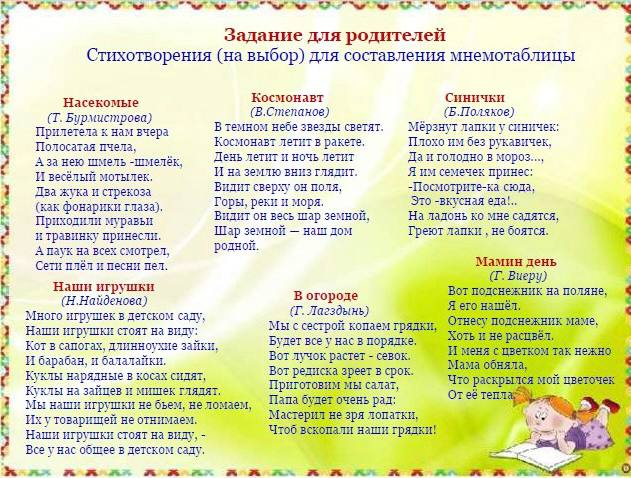 Задание для родителей
Стихотворения (на выбор) для составления мнемотаблицы
Насекомые
(Т. Бурмистрова)
Прилетела к нам вчера
Полосатая пчела,
А за нею шмель -шмелёк,
И весёлый мотылек.
Два жука и стрекоза
(как фонарики глаза).
Приходили муравьи
и травинку принесли.
А паук на всех смотрел,
Сети плёл и песни пел.
Космонавт
(В.Степанов)
В темном небе звезды светят.
Космонавт летит в ракете.
День летит и ночь летит
И на землю вниз глядит.
Видит сверху он поля,
Горы, реки и моря.
Видит он весь шар земной,
Шар земной — наш дом
родной.
Синички
(Б.Поляков)
Мёрзнут лапки у синичек:
Плохо им без рукавичек,
Да и голодно в мороз...,
Я им семечек принес:
-Посмотрите-ка сюда,
Это -вкусная еда!..
На ладонь ко мне садятся,
Греют лапки , не боятся.
Наши игрушки
(Н.Найденова)
Много игрушек в детском саду,
Наши игрушки стоят на виду:
Кот в сапогах, длинноухие зайки,
И барабан, и балалайки.
Куклы нарядные в косах сидят,
Куклы на зайцев и мишек глядят.
Мы наши игрушки не бьем, не ломаем,
Их у товарищей не отнимаем.
Наши игрушки стоят на виду, -
Все у нас общее в детском саду.
В огороде
(Г. Лагздынь)
Мы с сестрой копаем грядки,
Будет все у нас в порядке.
Вот лучок растет - севок.
Вот редиска зреет в срок.
Приготовим мы салат,
Папа будет очень рад:
Мастерил не зря лопатки,
Чтоб вскопали наши грядки!
Мамин день
(Г. Виеру)
Вот подснежник на поляне,
Я его нашёл.
Отнесу подснежник маме,
Хоть и не расцвёл.
И меня с цветком так нежно
Мама обняла,
Что раскрылся мой цветочек
От её тепла.